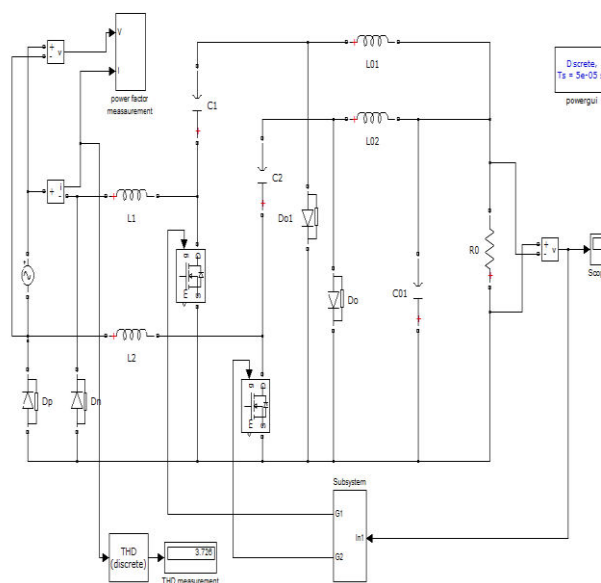 V
I
power factor
measaurement
+
-
v
+
-
i
C1
L01
Discrete,
Ts = 5e-05 s
powergui
L02
C2
L1
Do1
R0
+
-
v
Scop
Do
C01
L2
Dp
Dn
Subsystem
G1
In1
G2
THD
(discrete)
3.726
THD measurement